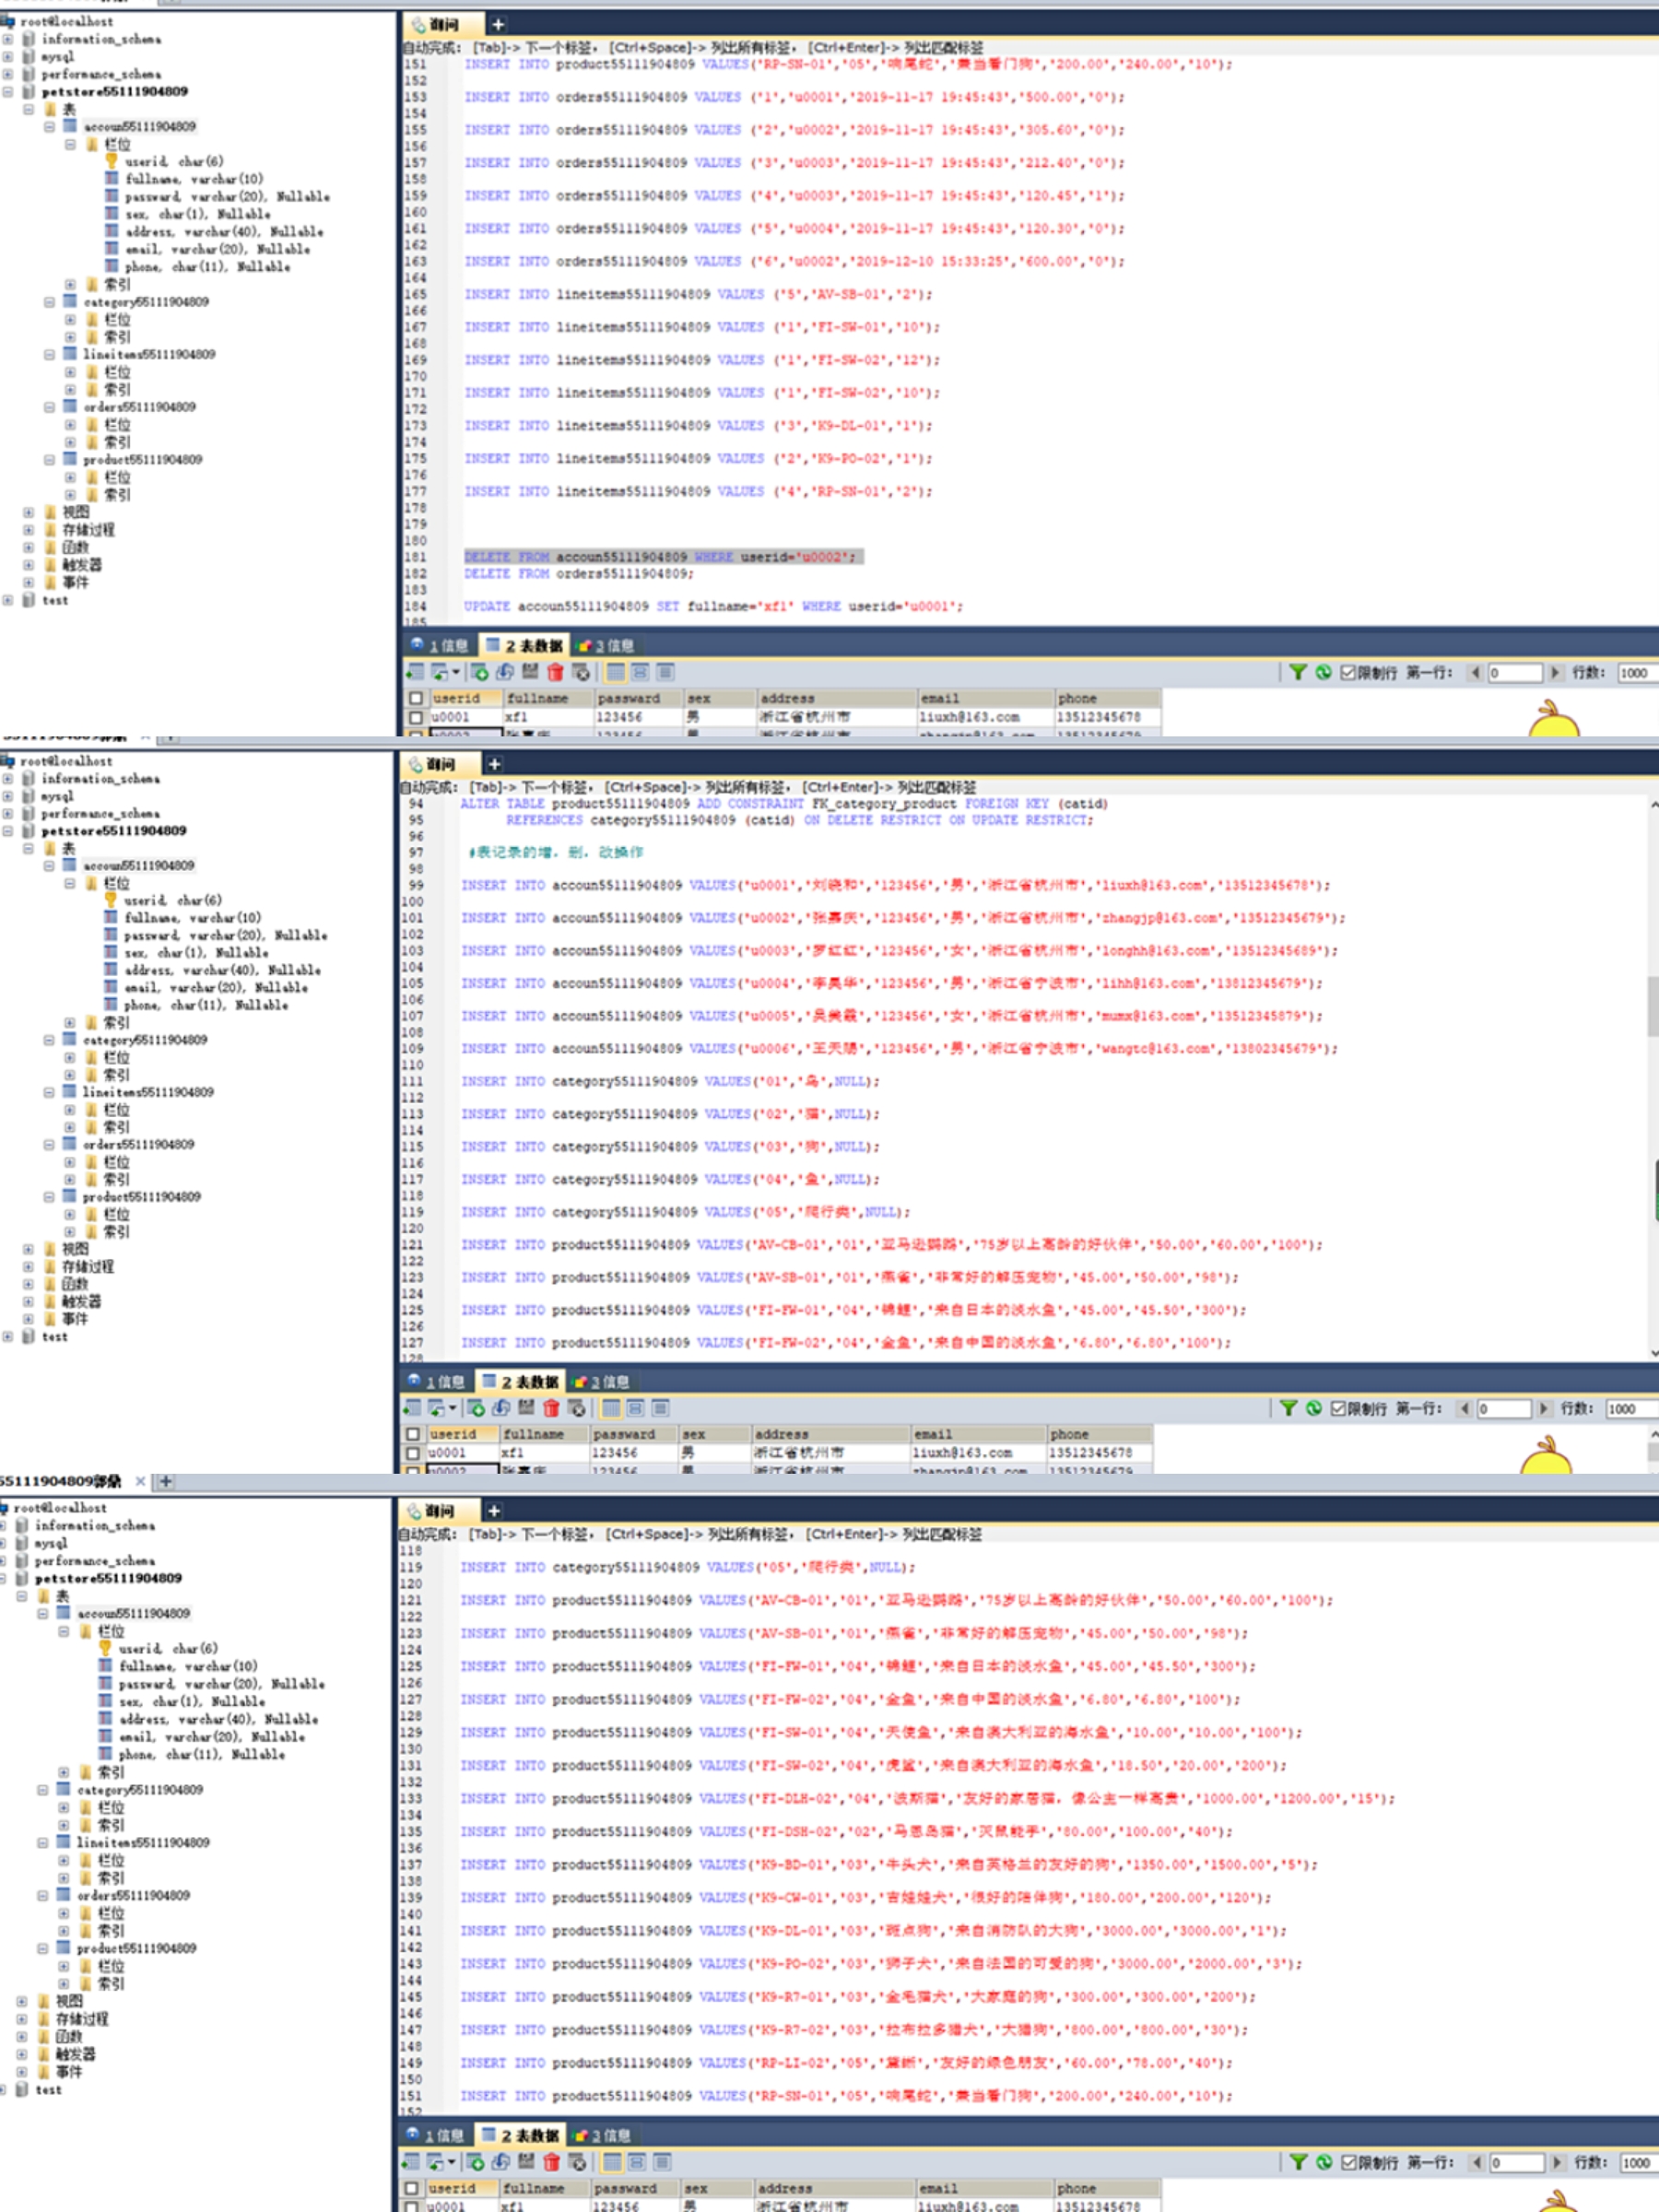 root@localhost
information_schema
mysql
performance_schema
petstore55111904809
表
accoun55111904809
栏位
userid, char(6)
fullname, varchar(10)
passward, varchar(20), Nullable
sex, char(1), Nullable
address, varchar(40), Nullable
email, varchar(20), Nullable
phone, char(11), Nullable
索引
category55111904809
栏位
索引
lineitems55111904809
栏位
索引
orders55111904809
栏位
索引
product55111904809
栏位
索引
视图
存储过程
函数
触发器
事件
test
询问
自动完成: [Tab]-> 下一个标签, [Ctrl+Space]-> 列出所有标签, [Ctrl+Enter]-> 列出匹配标签
151 INSERT INTO product55111904809 VALUES('RP-SN-01','05','响尾蛇','兼当看门狗','200.00','240.00','10');
152
153 INSERT INTO orders55111904809 VALUES ('1','u0001','2019-11-17 19:45:43','500.00','0');
154
155 INSERT INTO orders55111904809 VALUES ('2','u0002','2019-11-17 19:45:43','305.60','0');
156
157 INSERT INTO orders55111904809 VALUES ('3','u0003','2019-11-17 19:45:43','212.40','0');
158
159 INSERT INTO orders55111904809 VALUES ('4','u0003','2019-11-17 19:45:43','120.45','1');
160
161 INSERT INTO orders55111904809 VALUES ('5','u0004','2019-11-17 19:45:43','120.30','0');
162
163 INSERT INTO orders55111904809 VALUES ('6','u0002','2019-12-10 15:33:25','600.00','0');
164
165 INSERT INTO lineitems55111904809 VALUES ('5','AV-SB-01','2');
166
167 INSERT INTO lineitems55111904809 VALUES ('1','FI-SW-01','10');
168
169 INSERT INTO lineitems55111904809 VALUES ('1','FI-SW-02','12');
170
171 INSERT INTO lineitems55111904809 VALUES ('1','FI-SW-02','10');
172
173 INSERT INTO lineitems55111904809 VALUES ('3','K9-DL-01','1');
174
175 INSERT INTO lineitems55111904809 VALUES ('2','K9-PO-02','1');
176
177 INSERT INTO lineitems55111904809 VALUES ('4','RP-SN-01','2');
178
179
180
181 DELETE FROM accoun55111904809 WHERE userid='u0002';
182 DELETE FROM orders55111904809;
183
184 UPDATE accoun55111904809 SET fullname='xf1' WHERE userid='u0001';
185
1 信息 2 表数据 3 信息
限制行 第一行: 0 行数: 1000
userid fullname passward sex address email phone
u0001 xf1 123456 男 浙江省杭州市 liuxh@163.com 13512345678
root@localhost
information_schema
mysql
performance_schema
petstore55111904809
表
accoun55111904809
栏位
userid, char(6)
fullname, varchar(10)
passward, varchar(20), Nullable
sex, char(1), Nullable
address, varchar(40), Nullable
email, varchar(20), Nullable
phone, char(11), Nullable
索引
category55111904809
栏位
索引
lineitems55111904809
栏位
索引
orders55111904809
栏位
索引
product55111904809
栏位
索引
视图
存储过程
函数
触发器
事件
test
询问
自动完成: [Tab]-> 下一个标签, [Ctrl+Space]-> 列出所有标签, [Ctrl+Enter]-> 列出匹配标签
94 ALTER TABLE product55111904809 ADD CONSTRAINT FK_category_product FOREIGN KEY (catid)
95 REFERENCES category55111904809 (catid) ON DELETE RESTRICT ON UPDATE RESTRICT;
96
97 #表记录的增，删，改操作
98
99 INSERT INTO accoun55111904809 VALUES('u0001','刘晓和','123456','男','浙江省杭州市','liuxh@163.com','13512345678');
100
101 INSERT INTO accoun55111904809 VALUES('u0002','张嘉庆','123456','男','浙江省杭州市','zhangjp@163.com','13512345679');
102
103 INSERT INTO accoun55111904809 VALUES('u0003','罗红红','123456','女','浙江省杭州市','longhh@163.com','13512345689');
104
105 INSERT INTO accoun55111904809 VALUES('u0004','李昊华','123456','男','浙江省宁波市','lihh@163.com','13812345679');
106
107 INSERT INTO accoun55111904809 VALUES('u0005','吴美霞','123456','女','浙江省杭州市','mumx@163.com','13512345879');
108
109 INSERT INTO accoun55111904809 VALUES('u0006','王天赐','123456','男','浙江省宁波市','wangtc@163.com','13802345679');
110
111 INSERT INTO category55111904809 VALUES('01','鸟',NULL);
112
113 INSERT INTO category55111904809 VALUES('02','猫',NULL);
114
115 INSERT INTO category55111904809 VALUES('03','狗',NULL);
116
117 INSERT INTO category55111904809 VALUES('04','鱼',NULL);
118
119 INSERT INTO category55111904809 VALUES('05','爬行类',NULL);
120
121 INSERT INTO product55111904809 VALUES('AV-CB-01','01','亚马逊鹦鹉','75岁以上高龄的好伙伴','50.00','60.00','100');
122
123 INSERT INTO product55111904809 VALUES('AV-SB-01','01','燕雀','非常好的解压宠物','45.00','50.00','98');
124
125 INSERT INTO product55111904809 VALUES('FI-FW-01','04','锦鲤','来自日本的淡水鱼','45.00','45.50','300');
126
127 INSERT INTO product55111904809 VALUES('FI-FW-02','04','金鱼','来自中国的淡水鱼','6.80','6.80','100');
128
1 信息 2 表数据 3 信息
限制行 第一行: 0 行数: 1000
userid fullname passward sex address email phone
u0001 xf1 123456 男 浙江省杭州市 liuxh@163.com 13512345678
root@localhost
information_schema
mysql
performance_schema
petstore55111904809
表
accoun55111904809
栏位
userid, char(6)
fullname, varchar(10)
passward, varchar(20), Nullable
sex, char(1), Nullable
address, varchar(40), Nullable
email, varchar(20), Nullable
phone, char(11), Nullable
索引
category55111904809
栏位
索引
lineitems55111904809
栏位
索引
orders55111904809
栏位
索引
product55111904809
栏位
索引
视图
存储过程
函数
触发器
事件
test
询问
自动完成: [Tab]-> 下一个标签, [Ctrl+Space]-> 列出所有标签, [Ctrl+Enter]-> 列出匹配标签
118
119 INSERT INTO category55111904809 VALUES('05','爬行类',NULL);
120
121 INSERT INTO product55111904809 VALUES('AV-CB-01','01','亚马逊鹦鹉','75岁以上高龄的好伙伴','50.00','60.00','100');
122
123 INSERT INTO product55111904809 VALUES('AV-SB-01','01','燕雀','非常好的解压宠物','45.00','50.00','98');
124
125 INSERT INTO product55111904809 VALUES('FI-FW-01','04','锦鲤','来自日本的淡水鱼','45.00','45.50','300');
126
127 INSERT INTO product55111904809 VALUES('FI-FW-02','04','金鱼','来自中国的淡水鱼','6.80','6.80','100');
128
129 INSERT INTO product55111904809 VALUES('FI-SW-01','04','天使鱼','来自澳大利亚的海水鱼','10.00','10.00','100');
130
131 INSERT INTO product55111904809 VALUES('FI-SW-02','04','虎鲨','来自澳大利亚的海水鱼','18.50','20.00','200');
132
133 INSERT INTO product55111904809 VALUES('FI-DLH-02','04','波斯猫','友好的家居猫，像公主一样高贵','1000.00','1200.00','15');
134
135 INSERT INTO product55111904809 VALUES('FI-DSH-02','02','马恩岛猫','灭鼠能手','80.00','100.00','40');
136
137 INSERT INTO product55111904809 VALUES('K9-BD-01','03','牛头犬','来自英格兰的友好的狗','1350.00','1500.00','5');
138
139 INSERT INTO product55111904809 VALUES('K9-CW-01','03','吉娃娃犬','很好的陪伴狗','180.00','200.00','120');
140
141 INSERT INTO product55111904809 VALUES('K9-DL-01','03','斑点狗','来自消防队的大狗','3000.00','3000.00','1');
142
143 INSERT INTO product55111904809 VALUES('K9-PO-02','03','狮子犬','来自法国的可爱的狗','3000.00','2000.00','3');
144
145 INSERT INTO product55111904809 VALUES('K9-R7-01','03','金毛猎犬','大家庭的狗','300.00','300.00','200');
146
147 INSERT INTO product55111904809 VALUES('K9-R7-02','03','拉布拉多猎犬','大猎狗','800.00','800.00','30');
148
149 INSERT INTO product55111904809 VALUES('RP-LI-02','05','鬣蜥','友好的绿色朋友','60.00','78.00','40');
150
151 INSERT INTO product55111904809 VALUES('RP-SN-01','05','响尾蛇','兼当看门狗','200.00','240.00','10');
152
1 信息 2 表数据 3 信息
限制行 第一行: 0 行数: 1000
userid fullname passward sex address email phone
u0001 xf1 123456 男 浙江省杭州市 liuxh@163.com 13512345678